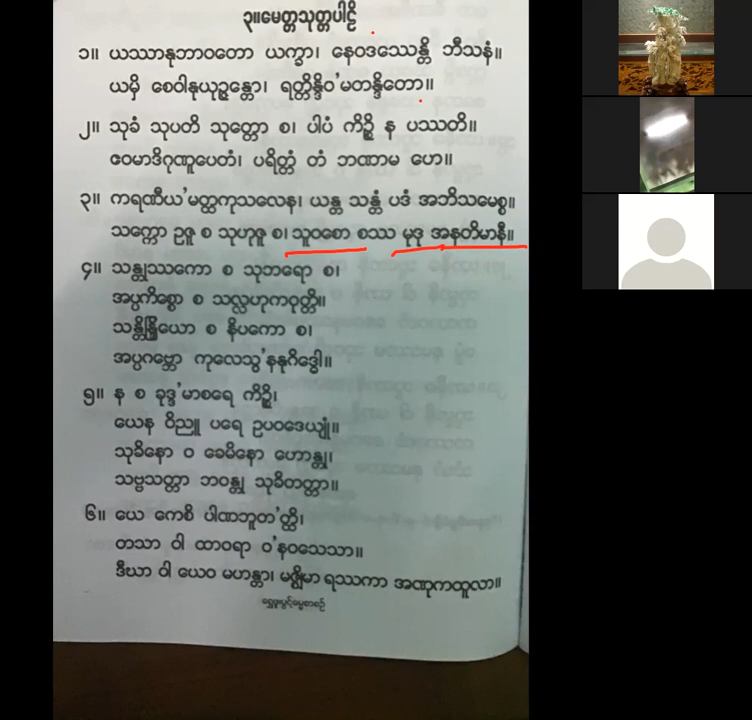 ၃။မေတ္တသုတ္တပါဠိ
၁။ ယဿာနုဘာဝတော ယက္ခာ၊ နေဝဒဿေန္တိ ဘီသနံ။
ယမှိ စေဝါနုယုဉ္ဇန္တော၊ ရတ္တိန္ဒိဝ'မတန္ဒိတော။
၂။ သုခံ သုပတိ သုတ္တော စ၊ ပါပံ ကိဉ္စိ န ပဿတိ။
ဧဝမာဒိဂုဏူပေတံ၊ ပရိတ္တံ တံ ဘဏာမ ဟေ။
၃။ ကရဏီယ'မတ္ထကုသလေန၊ ယန္တ သန္တံ ပဒံ အဘိသမေစ္စ။
သက္ကော ဥဇူ စ သုဟုဇူ စ၊ သူဝစော စဿ မုဒု အနတိမာနီ။
၄။ သန္တုဿကော စ သုဘရော စ၊
အပ္ပကိစ္စော စ သလ္လဟုကဝုတ္တိ။
သန္တိန္ဒြိယော စ နိပကော စ၊
အပ္ပဂဗ္ဘော ကုလေသွ'နနုဂိဒ္ဓေါ။
၅။ န စ ခုဒ္ဒ'မာစရေ ကိဉ္စိ၊
ယေန ဝိညူ ပရေ ဥပဝဒေယျုံ။
သုခိနော ဝ ခေမိနော ဟောန္တု၊
သဗ္ဗသတ္တာ ဘဝန္တု သုခိတတ္တာ။
၆။ ယေ ကေစိ ပါဏဘူတ'တ္ထိ၊
တသာ ဝါ ထာဝရာ ဝ'နဝသေသာ။
ဒီဃာ ဝါ ယေဝ မဟန္တာ၊ မဇ္ဈိမာ ရဿကာ အဏုကထူလာ။